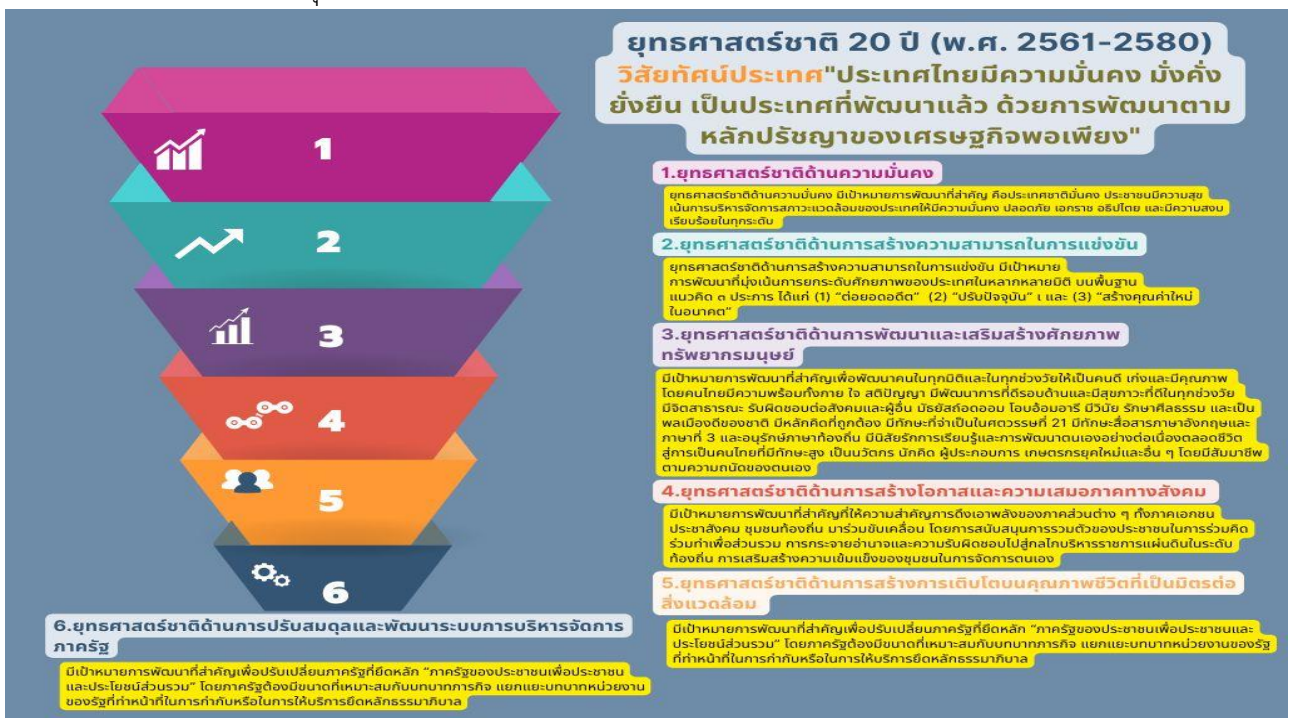 ยุทธศาสตร์ชาติ 20 ปี (พ.ศ. 2561-2580)
วิสัยทัศน์ประเทศ"ประเทศไทยมีความมั่นคง มั่งคั่ง
ยั่งยืน เป็นประเทศที่พัฒนาแล้ว ด้วยการพัฒนาตาม
หลักปรัชญาของเศรษฐกิจพอเพียง"
1
2
3
4
5
6
1.ยุทธศาสตร์ชาติด้านความมั่นคง
ยุทธศาสตร์ชาติด้านความมั่นคง มีเป้าหมายการพัฒนาที่สำคัญ คือประเทศชาติมั่นคง ประชาชนมีความสุข
เน้นการบริหารจัดการสภาวะแวดล้อมของประเทศให้มีความมั่นคง ปลอดภัย เอกราช อธิปไตย และมีความสงบ
เรียบร้อยในทุกระดับ
2.ยุทธศาสตร์ชาติด้านการสร้างความสามารถในการแข่งขัน
ยุทธศาสตร์ชาติด้านการสร้างความสามารถในการแข่งขัน มีเป้าหมาย
การพัฒนาที่มุ่งเน้นการยกระดับศักยภาพของประเทศในหลากหลายมิติ บนพื้นฐาน
แนวคิด ๓ ประการ ได้แก่ (1) "ต่อยอดอดีต" (2) "ปรับปัจจุบัน" เ และ (3) "สร้างคุณค่าใหม่
ในอนาคต"
3.ยุทธศาสตร์ชาติด้านการพัฒนาและเสริมสร้างศักยภาพ
ทรัพยากรมนุษย์
มีเป้าหมายการพัฒนาที่สำคัญเพื่อพัฒนาคนในทุกมิติและในทุกช่วงวัยให้เป็นคนดี เก่งและมีคุณภาพ
โดยคนไทยมีความพร้อมทั้งกาย ใจ สติปัญญา มีพัฒนาการที่ดีรอบด้านและมีสุขภาวะที่ดีในทุกช่วงวัย
มีจิตสาธารณะ รับผิดชอบต่อสังคมและผู้อื่น มัธยัสถ์อดออม โอบอ้อมอารี มีวินัย รักษาศีลธรรม และเป็น
พลเมืองดีของชาติ มีหลักคิดที่ถูกต้อง มีทักษะที่จำเป็นในศตวรรษที่ 21 มีทักษะสื่อสารภาษาอังกฤษและ
ภาษาที่ 3 และอนุรักษ์ภาษาท้องถิ่น มีนิสัยรักการเรียนรู้และการพัฒนาตนเองอย่างต่อเนื่องตลอดชีวิต
สู่การเป็นคนไทยที่มีทักษะสูง เป็นนวัตกร นักคิด ผู้ประกอบการ เกษตรกรยุคใหม่และอื่น ๆ โดยมีสัมมาชีพ
ตามความถนัดของตนเอง
4.ยุทธศาสตร์ชาติด้านการสร้างโอกาสและความเสมอภาคทางสังคม
มีเป้าหมายการพัฒนาที่สำคัญที่ให้ความสำคัญการดึงเอาพลังของภาคส่วนต่าง ๆ ทั้งภาคเอกชน
ประชาสังคม ชุมชนท้องถิ่น มาร่วมขับเคลื่อน โดยการสนับสนุนการรวมตัวของประชาชนในการร่วมคิด
ร่วมทำเพื่อส่วนรวม การกระจายอำนาจและความรับผิดชอบไปสู่กลไกบริหารราชการแผ่นดินในระดับ
ท้องถิ่น การเสริมสร้างความเข้มแข็งของชุมชนในการจัดการตนเอง
5.ยุทธศาสตร์ชาติด้านการสร้างการเติบโตบนคุณภาพชีวิตที่เป็นมิตรต่อ
สิ่งแวดล้อม
มีเป้าหมายการพัฒนาที่สำคัญเพื่อปรับเปลี่ยนภาครัฐที่ยึดหลัก "ภาครัฐของประชาชนเพื่อประชาชนและ
ประโยชน์ส่วนรวม" โดยภาครัฐต้องมีขนาดที่เหมาะสมกับบทบาทภารกิจ แยกแยะบทบาทหน่วยงานของรัฐ
ที่ทำหน้าที่ในการกำกับหรือในการให้บริการยึดหลักธรรมาภิบาล
6.ยุทธศาสตร์ชาติด้านการปรับสมดุลและพัฒนาระบบการบริหารจัดการ
ภาครัฐ
มีเป้าหมายการพัฒนาที่สำคัญเพื่อปรับเปลี่ยนภาครัฐที่ยึดหลัก "ภาครัฐของประชาชนเพื่อประชาชน
และประโยชน์ส่วนรวม" โดยภาครัฐต้องมีขนาดที่เหมาะสมกับบทบาทภารกิจ แยกแยะบทบาทหน่วยงาน
ของรัฐที่ทำหน้าที่ในการกำกับหรือในการให้บริการยึดหลักธรรมาภิบาล